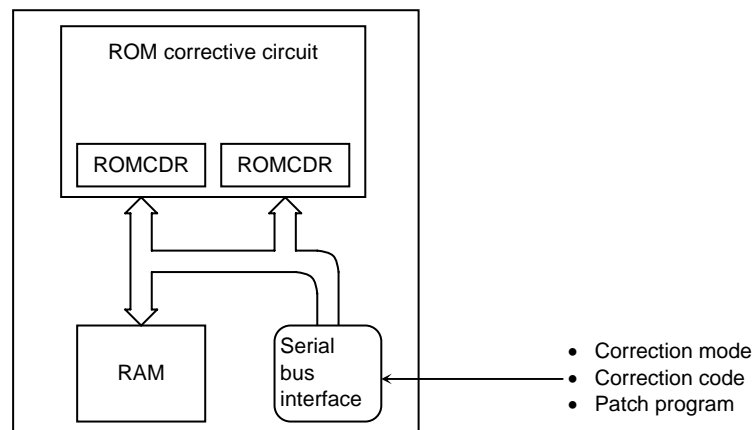 ROM corrective circuit
ROMCDR
ROMCDR
RAM
Serial
bus
interface
• Correction mode
• Correction code
• Patch program